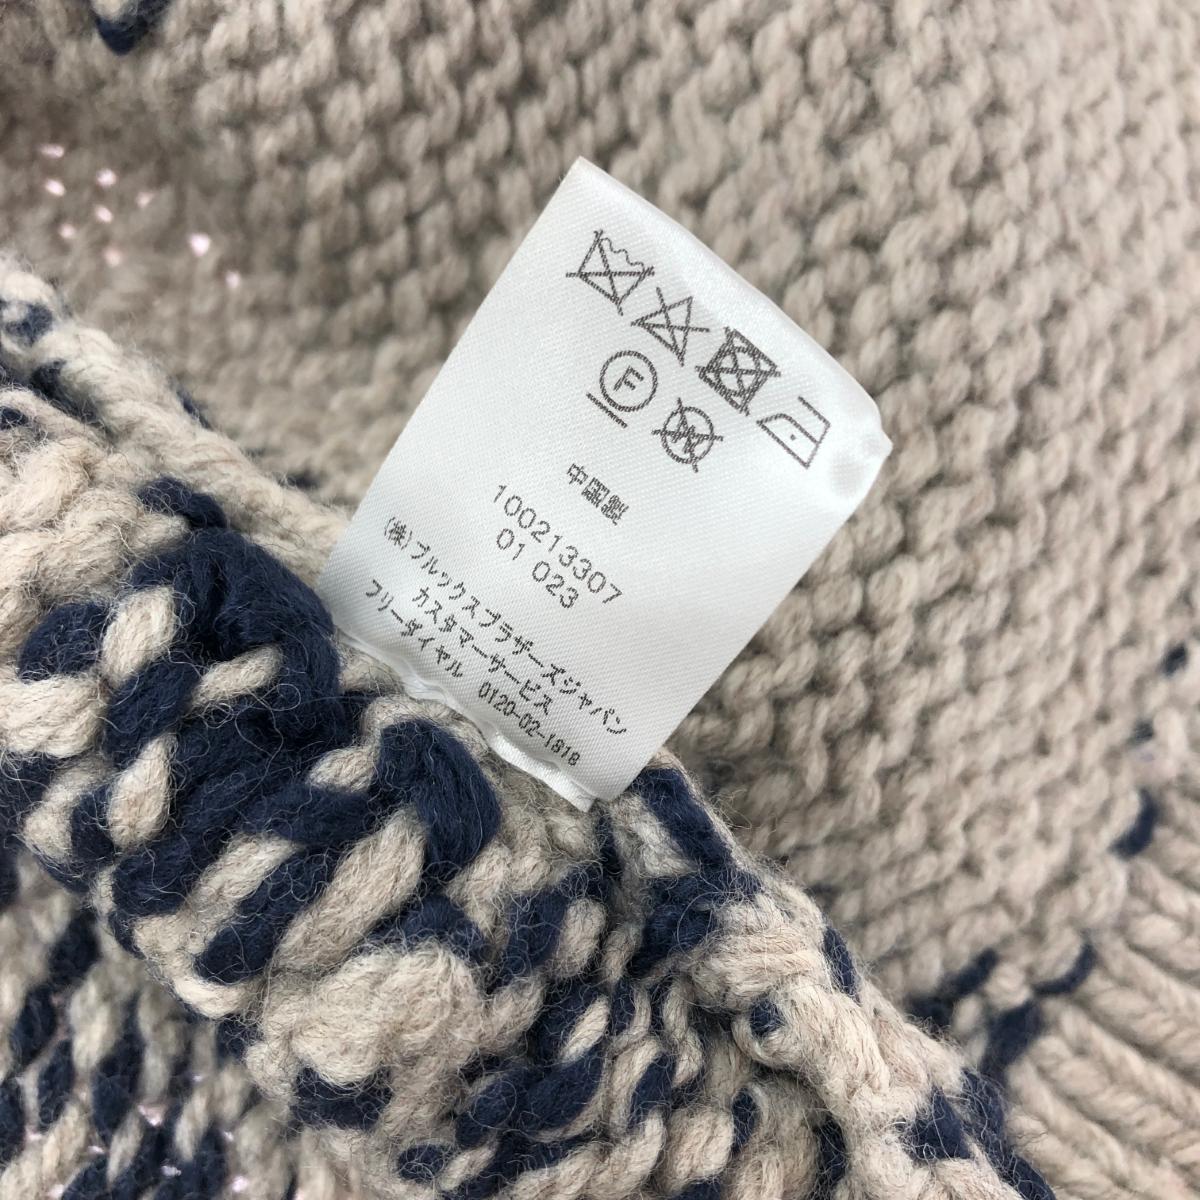 F
中国製
100213307
01 023
(株)ブルックスブラザーズジャパン
カスタマーサービス
フリーダイヤル 0120-02-1818